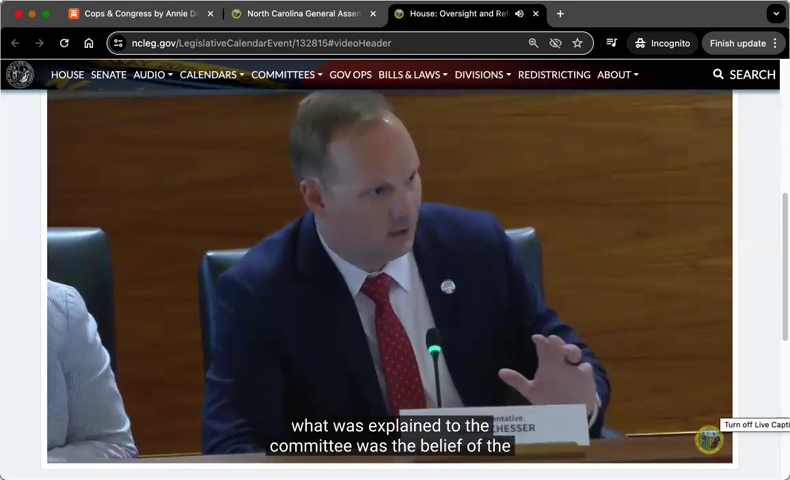 Cops & Congress by Annie D
North Carolina General Assem
House: Oversight and Ref
ncleg.gov/LegislativeCalendarEvent/132815#videoHeader
Incognito
Finish update
HOUSE SENATE AUDIO CALENDARS COMMITTEES GOV OPS BILLS & LAWS DIVISIONS REDISTRICTING ABOUT SEARCH
entative
CHESSER
what was explained to the
committee was the belief of the
Turn off Live Capti